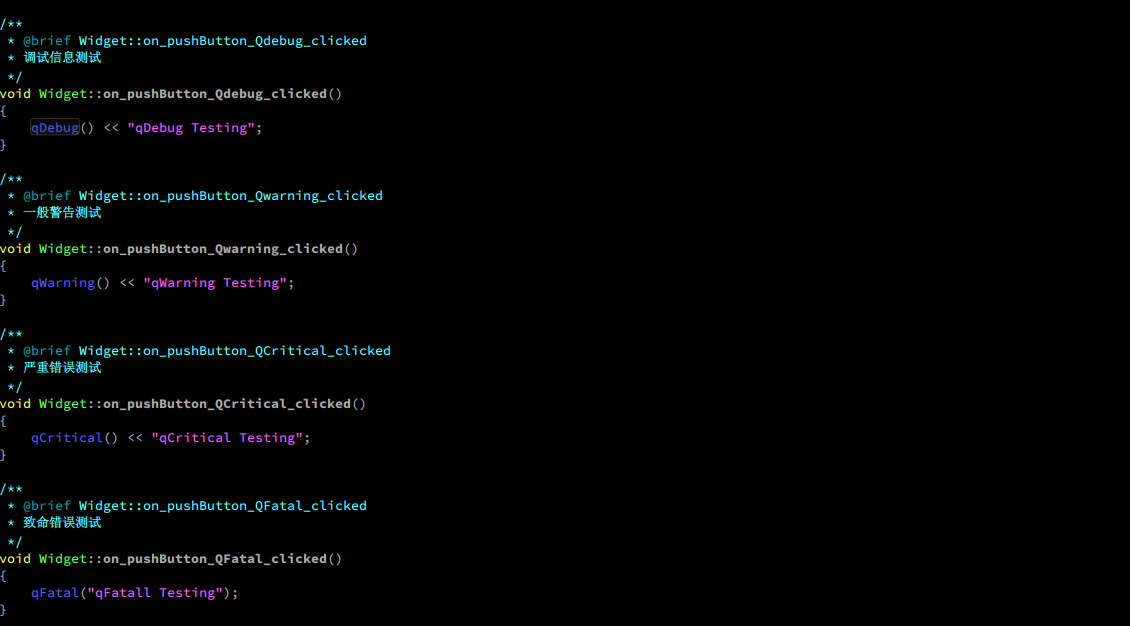 /**
 * @brief Widget::on_pushButton_Qdebug_clicked
 * 调试信息测试
 */
void Widget::on_pushButton_Qdebug_clicked()
{
    qDebug() << "qDebug Testing";
}
/**
 * @brief Widget::on_pushButton_Qwarning_clicked
 * 一般警告测试
 */
void Widget::on_pushButton_Qwarning_clicked()
{
    qWarning() << "qWarning Testing";
}
/**
 * @brief Widget::on_pushButton_QCritical_clicked
 * 严重错误测试
 */
void Widget::on_pushButton_QCritical_clicked()
{
    qCritical() << "qCritical Testing";
}
/**
 * @brief Widget::on_pushButton_QFatal_clicked
 * 致命错误测试
 */
void Widget::on_pushButton_QFatal_clicked()
{
    qFatal("qFatall Testing");
}